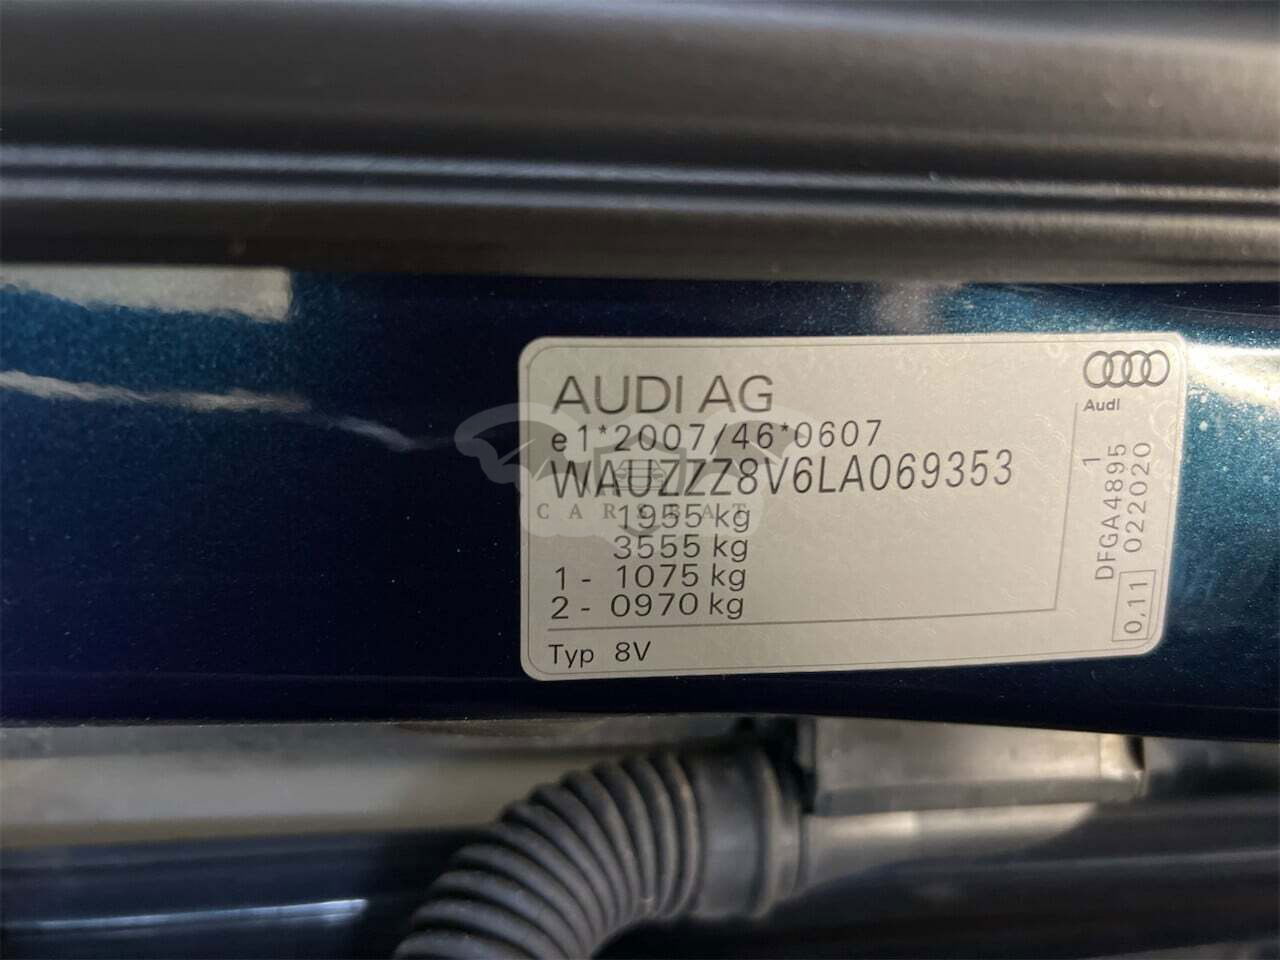 AUDI AG
e1*2007/46*0607
WAUZZZ8V6LA069353
CARSBAT
1955 kg
3555 kg
1 - 1075 kg
2 - 0970 kg
Typ 8V
Audi
1
DFGA4895
022020
0,11